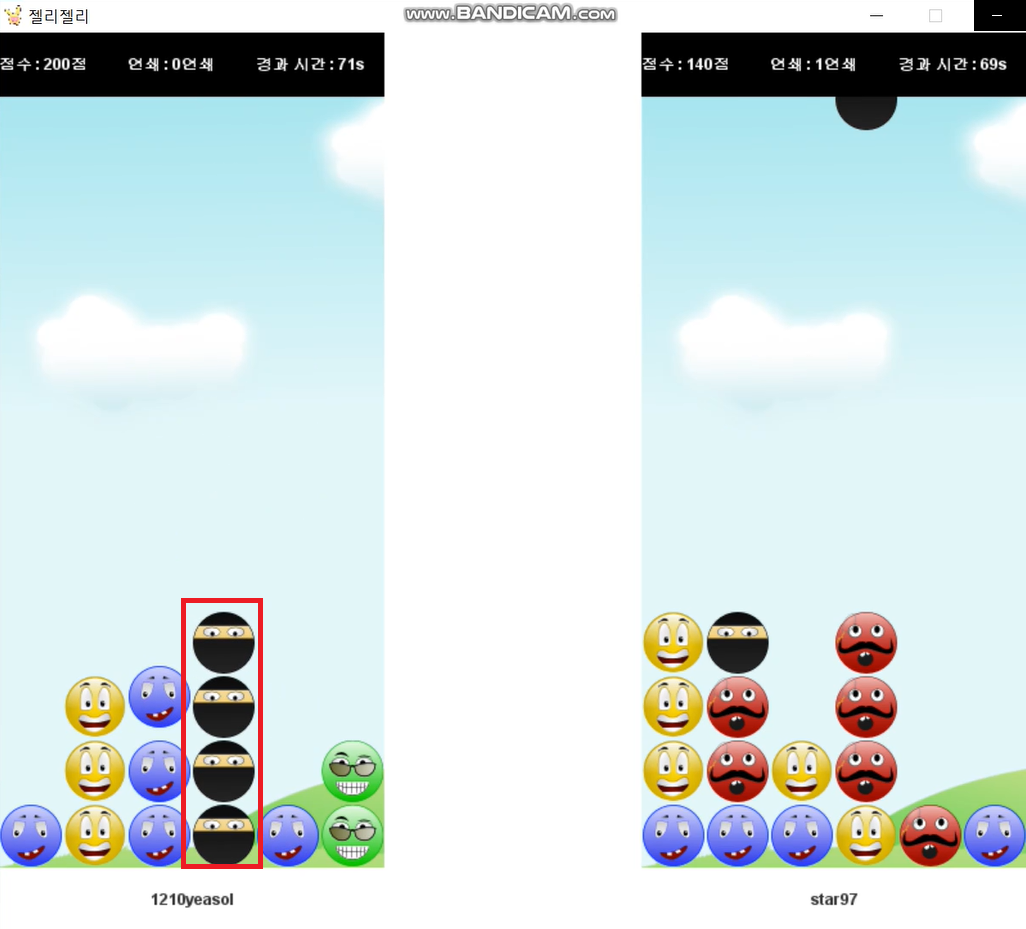 젤리젤리
www.BANDICAM.com
점수:200점 연쇄:0연쇄 경과 시간:71s
점수:140점 연쇄:1연쇄 경과 시간:69s
1210yeasol
star97